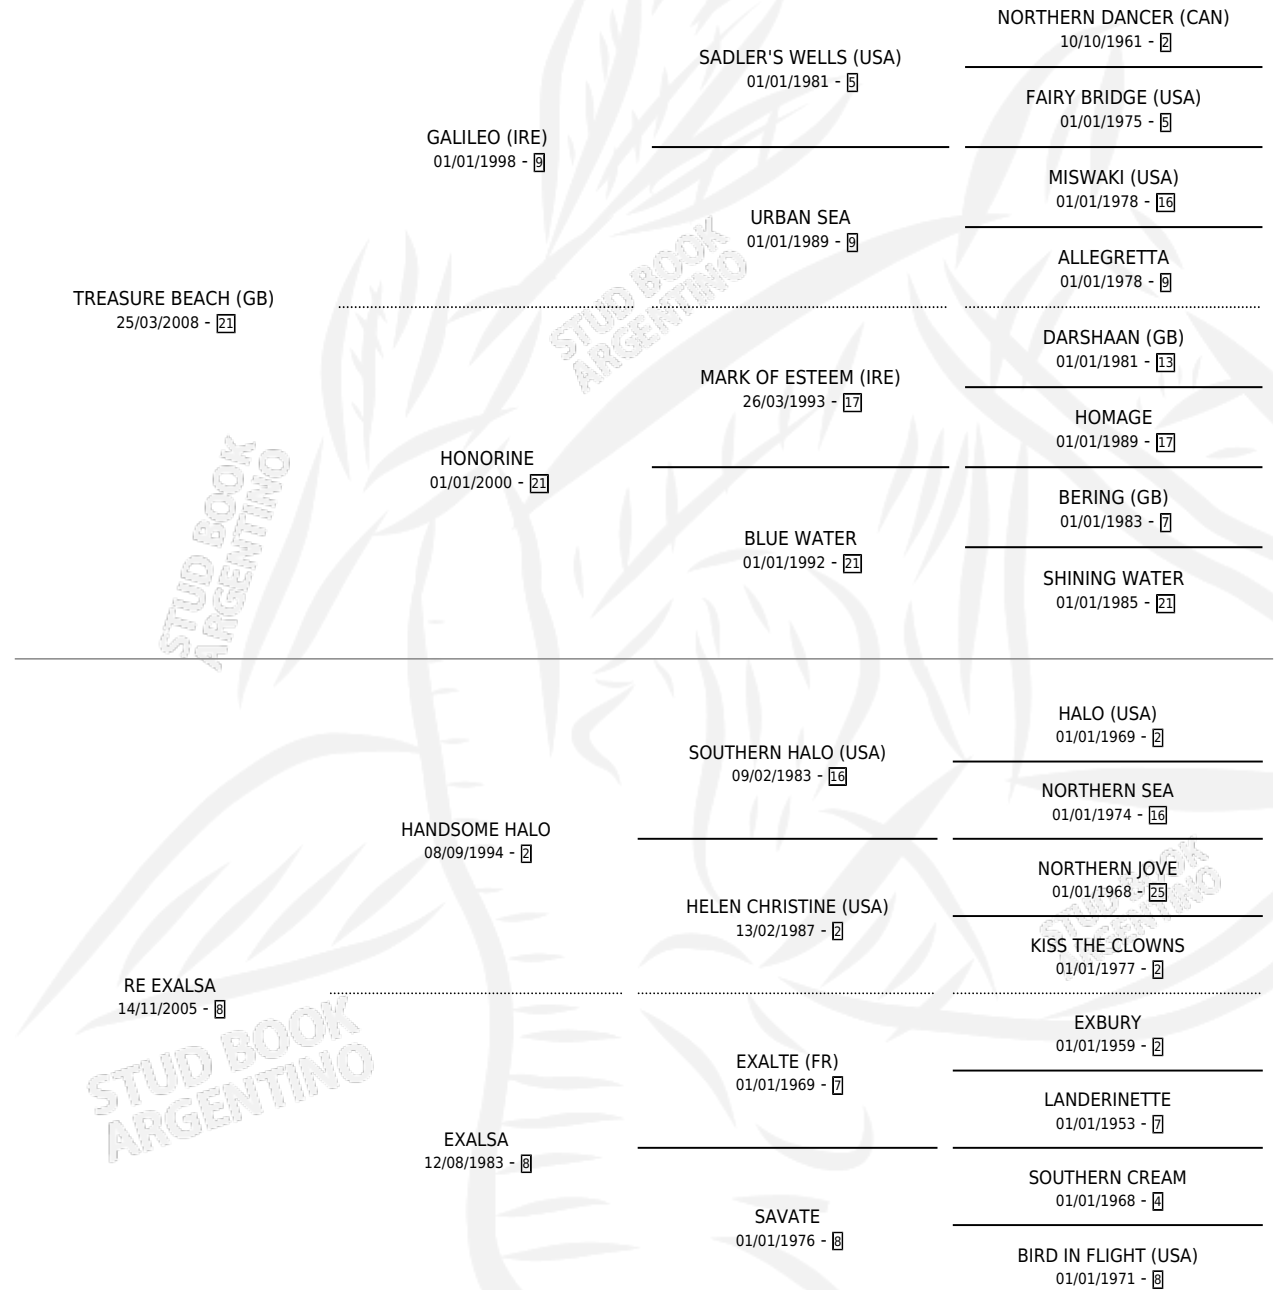 NORTHERN DANCER (CAN)
10/10/1961 - 2
SADLER'S WELLS (USA)
01/01/1981 - 5
FAIRY BRIDGE (USA)
01/01/1975 - 5
GALILEO (IRE)
01/01/1998 - 9
MISWAKI (USA)
01/01/1978 - 16
URBAN SEA
01/01/1989 - 9
ALLEGRETTA
01/01/1978 - 9
TREASURE BEACH (GB)
25/03/2008 - 21
STUD BOOK
ARGENTINO
DARSHAAN (GB)
01/01/1981 - 13
MARK OF ESTEEM (IRE)
26/03/1993 - 17
HOMAGE
01/01/1989 - 17
HONORINE
01/01/2000 - 21
BERING (GB)
01/01/1983 - 7
BLUE WATER
01/01/1992 - 21
SHINING WATER
01/01/1985 - 21
STUD BOOK
ARGENTINO
HALO (USA)
01/01/1969 - 2
SOUTHERN HALO (USA)
09/02/1983 - 16
NORTHERN SEA
01/01/1974 - 16
HANDSOME HALO
08/09/1994 - 2
NORTHERN JOVE
01/01/1968 - 25
HELEN CHRISTINE (USA)
13/02/1987 - 2
STUD BOOK
ARGENTINO
KISS THE CLOWNS
01/01/1977 - 2
RE EXALSA
14/11/2005 - 8
EXBURY
01/01/1959 - 2
EXALTE (FR)
01/01/1969 - 7
LANDERINETTE
01/01/1953 - 7
STUD BOOK
ARGENTINO
EXALSA
12/08/1983 - 8
SOUTHERN CREAM
01/01/1968 - 4
SAVATE
01/01/1976 - 8
BIRD IN FLIGHT (USA)
01/01/1971 - 8